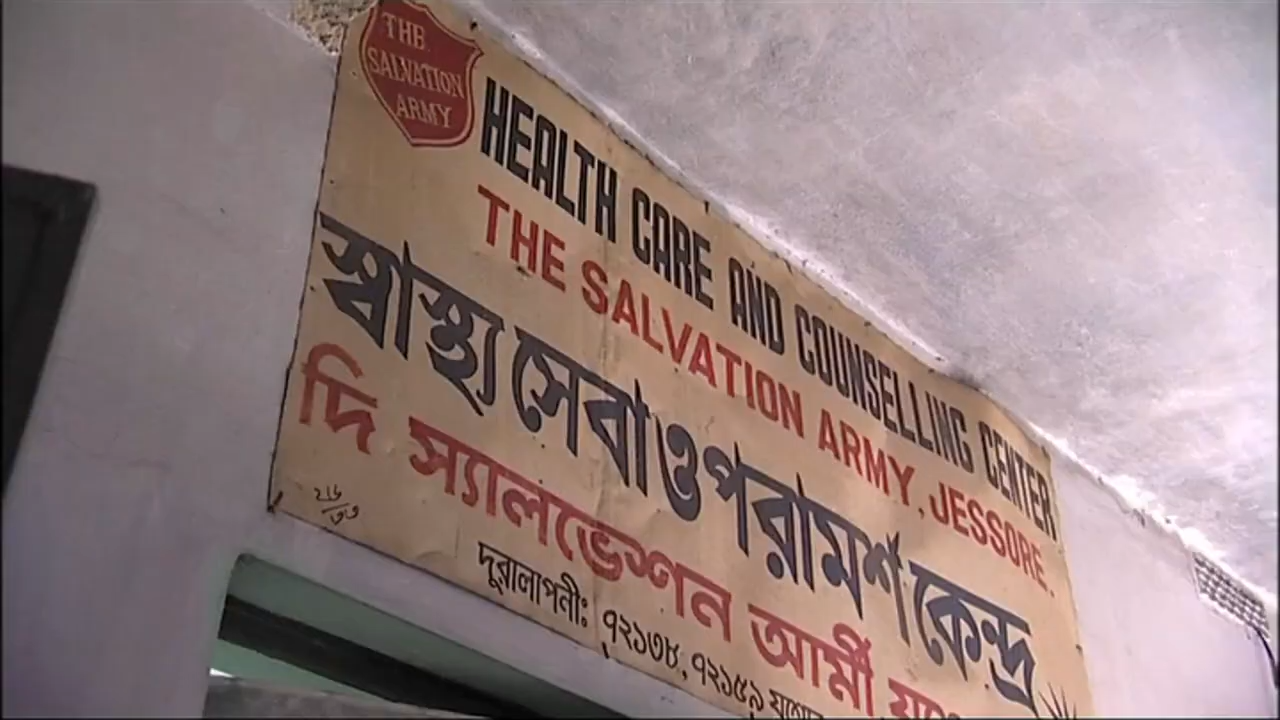 THE
SALVATION
ARMY
HEALTH CARE AND COUNSELLING CENTER
THE SALVATION ARMY, JESSORE.
স্বাস্থ্য সেবা ও পরামর্শ কেন্দ্র
দি স্যালভেশন আর্মী
দূরালাপনীঃ ৭২১৩৮, ৭২১৫৯